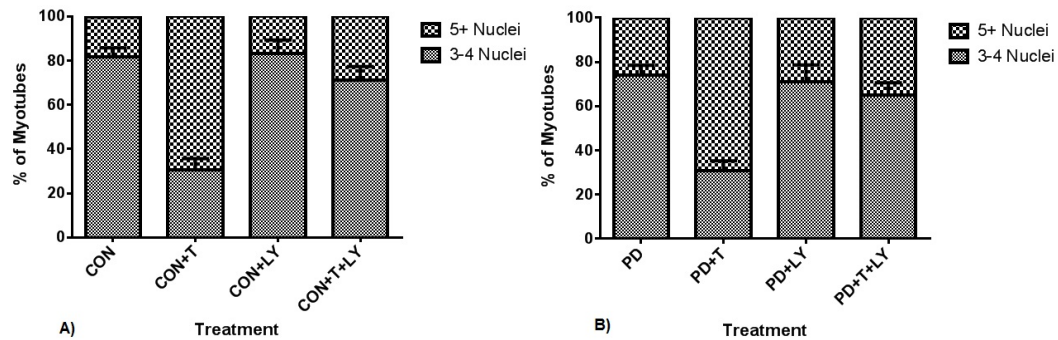 % of Myotubes
100
80
60
40
20
0
CON
CON+T
CON+LY
CON+T+LY
Treatment
A)
5+ Nuclei
3-4 Nuclei
% of Myotubes
100
80
60
40
20
0
PD
PD+T
PD+LY
PD+T+LY
Treatment
B)
5+ Nuclei
3-4 Nuclei